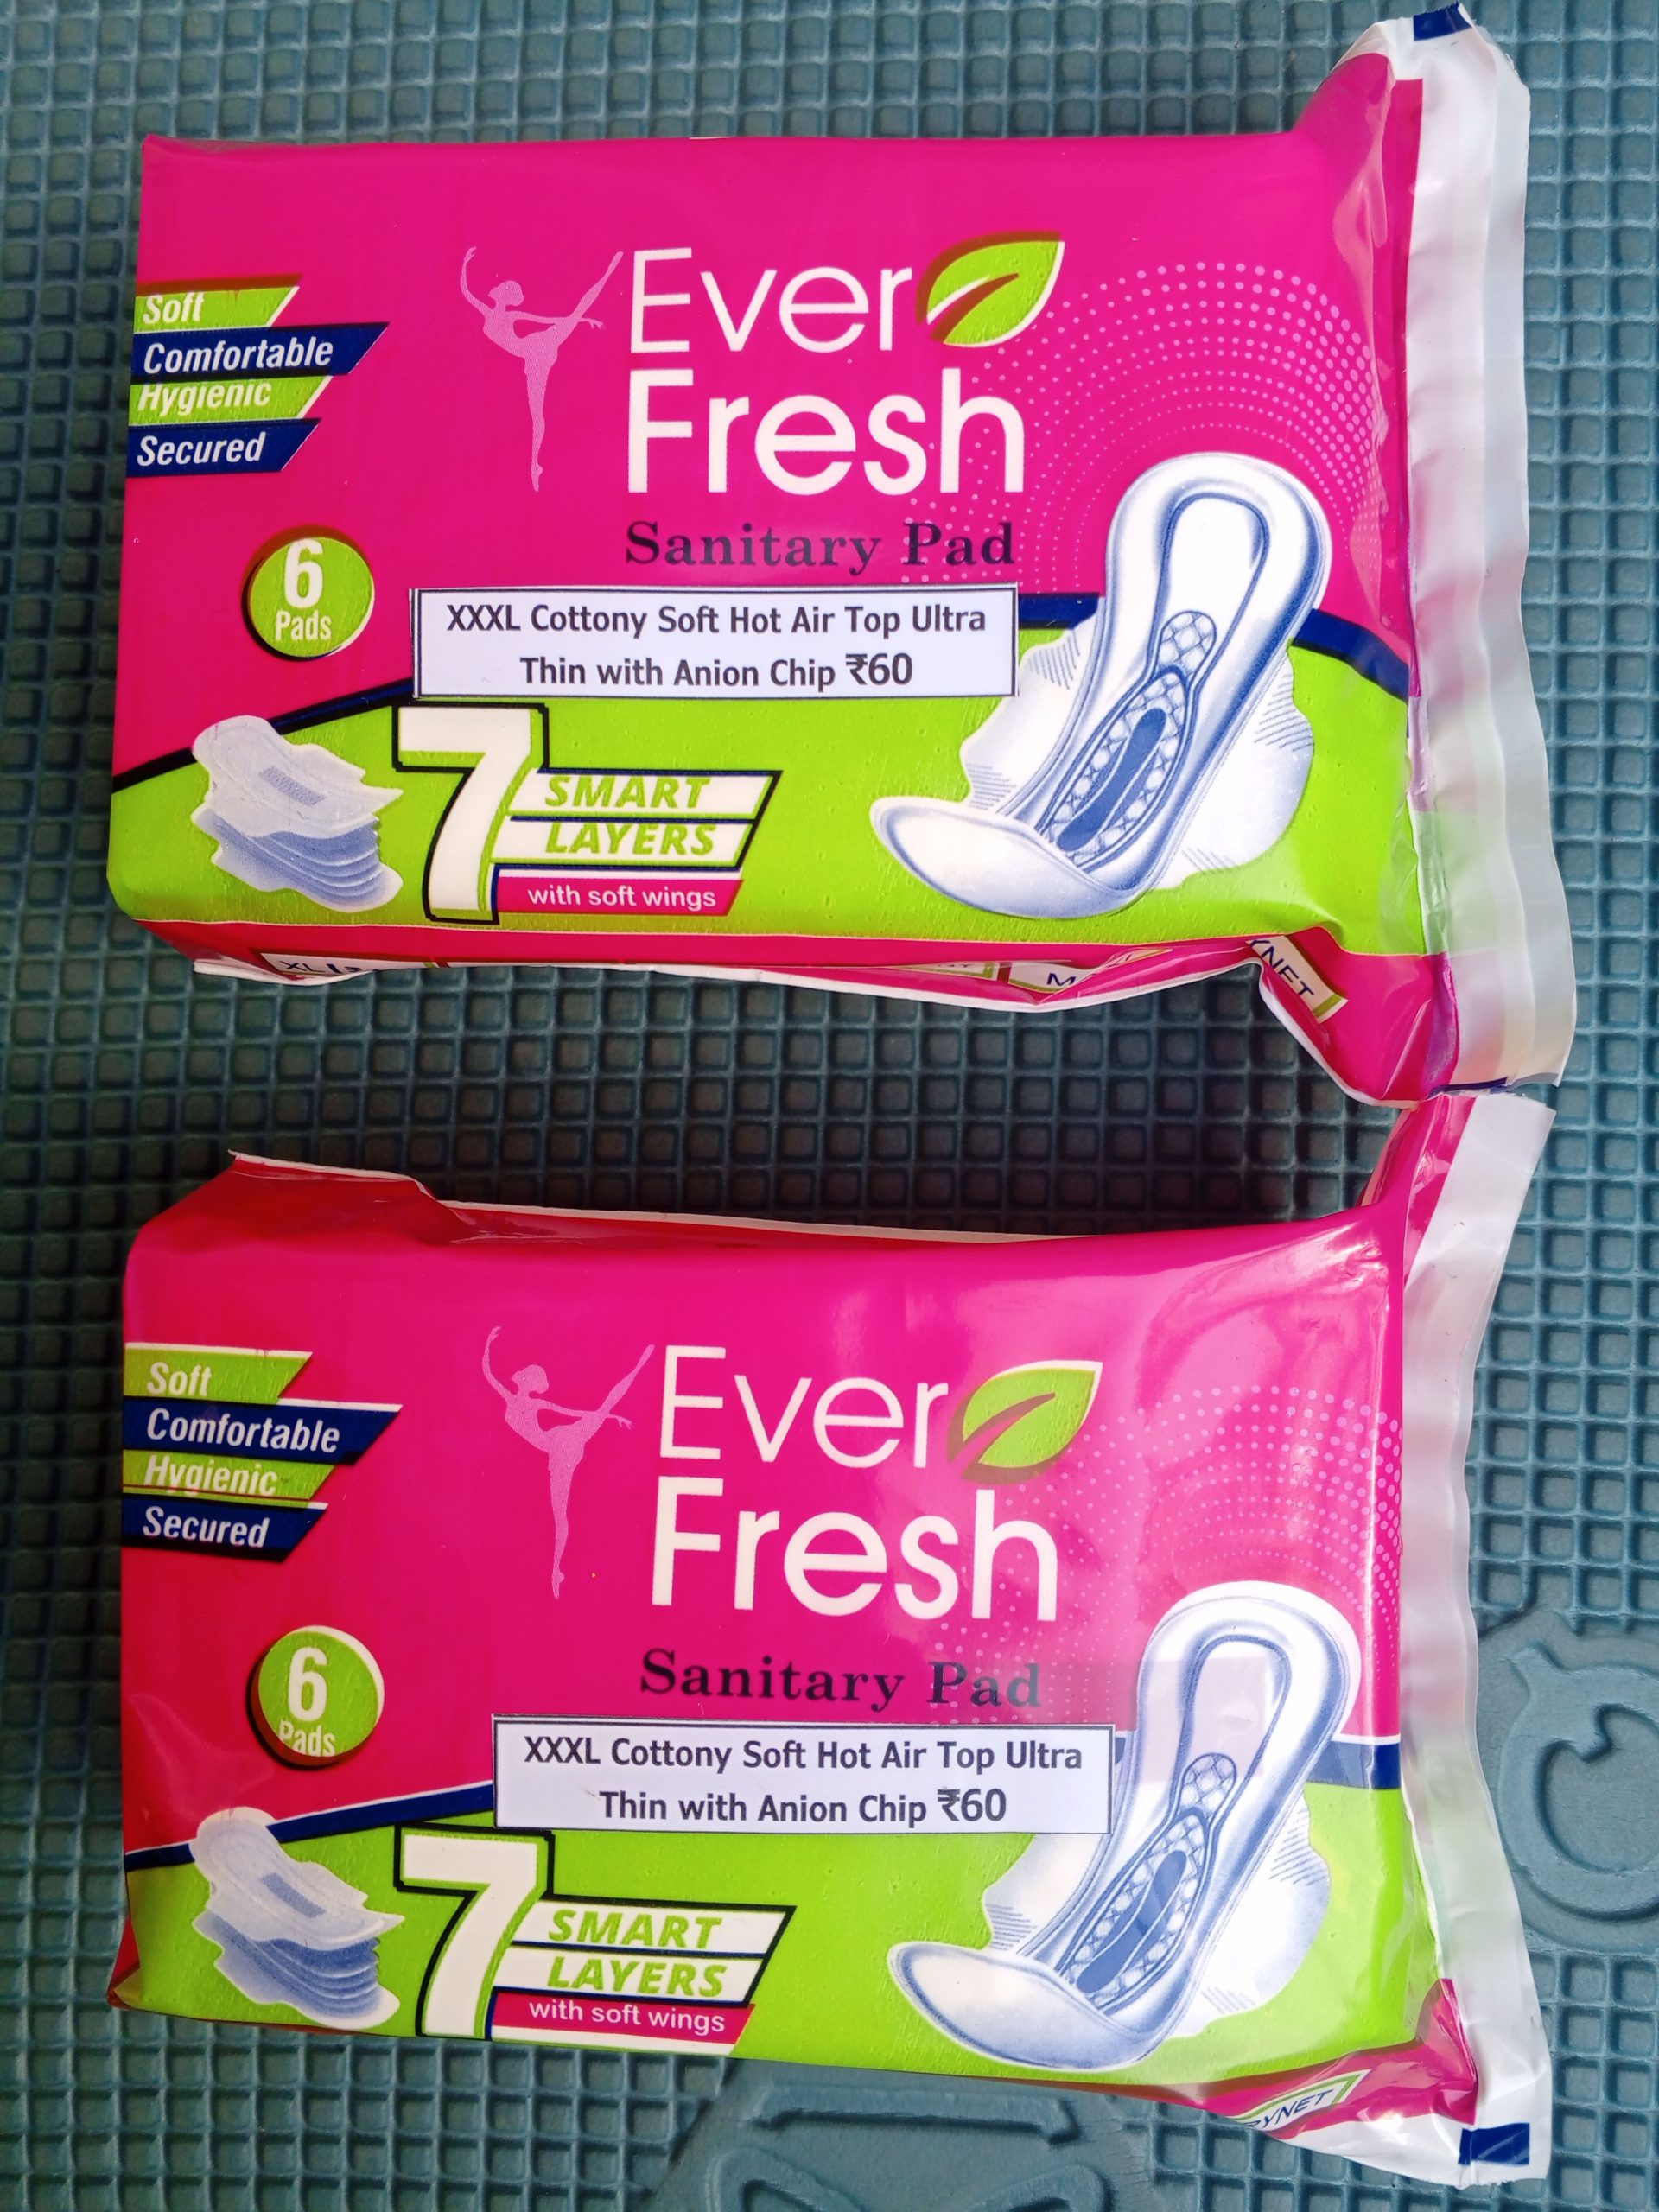 Soft
Comfortable
Hygienic
Secured
Ever
Fresh
Sanitary Pad
6
Pads
XXXL Cottony Soft Hot Air Top Ultra
Thin with Anion Chip ₹60
7
SMART
LAYERS
with soft wings
XL
Soft
Comfortable
Hygienic
Secured
Ever
Fresh
Sanitary Pad
6
Pads
XXXL Cottony Soft Hot Air Top Ultra
Thin with Anion Chip ₹60
7
SMART
LAYERS
with soft wings